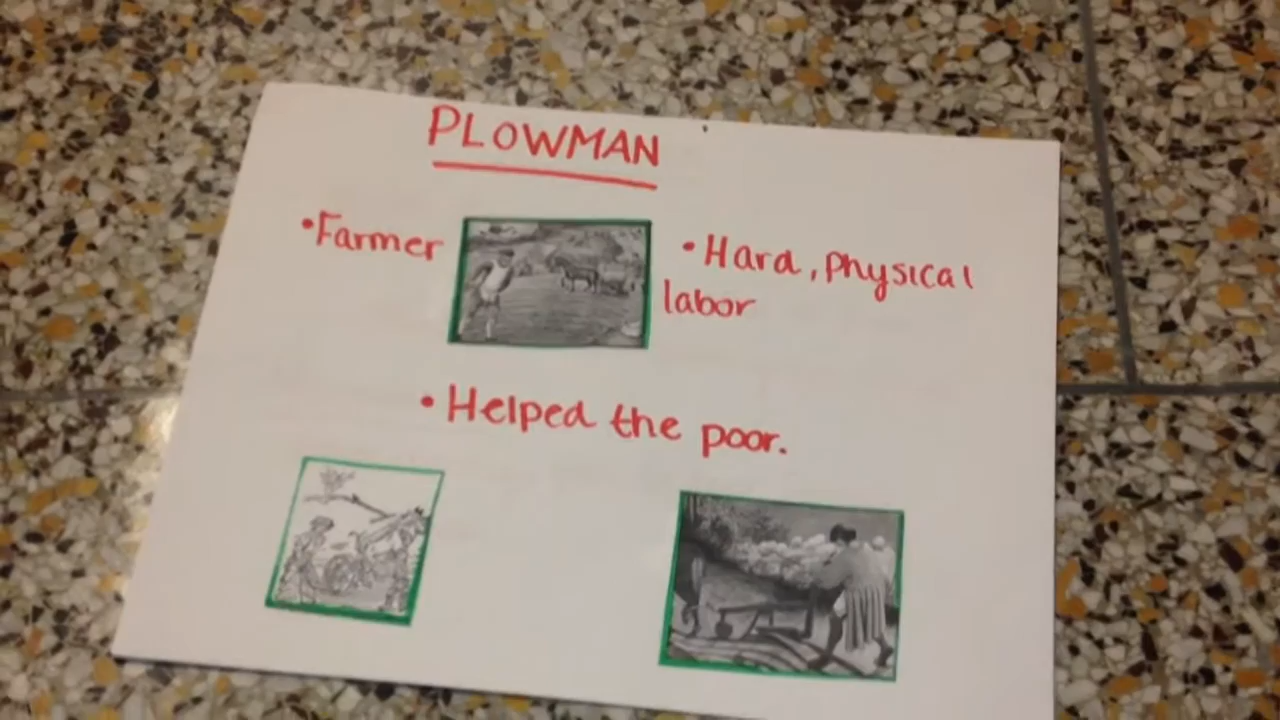 PLOWMAN
• Farmer
• Hard, physical
labor
• Helped the poor.